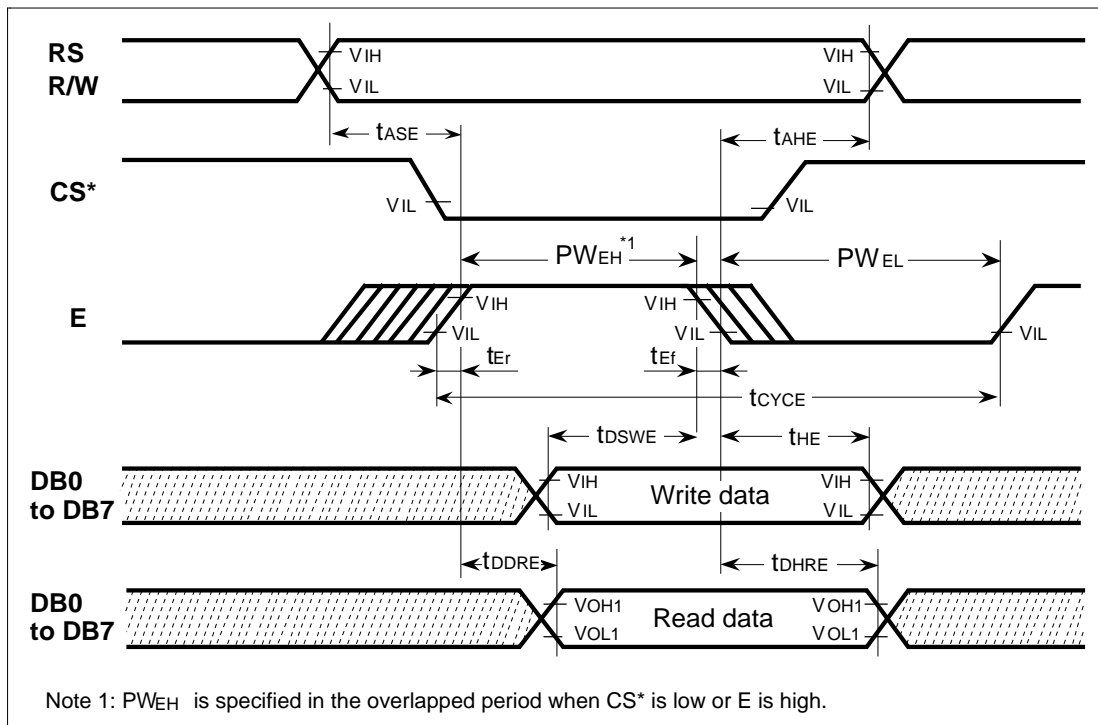 RS
R/W
VIH
VIL
VIH
VIL
tASE
tAHE
CS*
VIL
VIL
PWEH*1
PWEL
E
VIH
VIL
VIH
VIL
VIL
tEr
tEf
tCYCE
tDSWE
tHE
DB0
to DB7
VIH
VIL
Write data
VIH
VIL
tDDRE
tDHRE
DB0
to DB7
VOH1
VOL1
Read data
VOH1
VOL1
Note 1: PWEH is specified in the overlapped period when CS* is low or E is high.